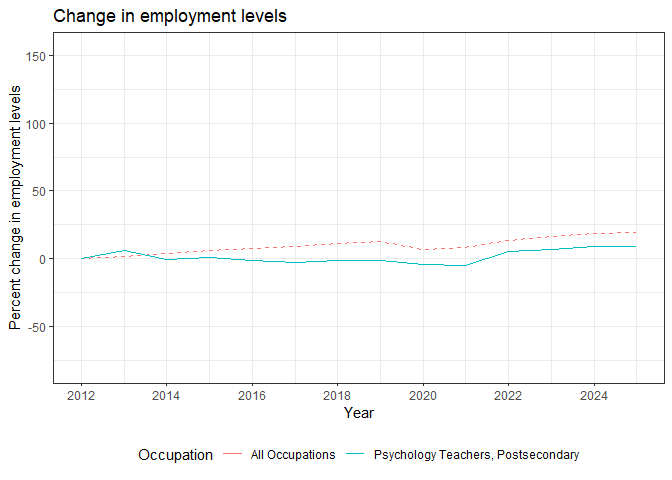 Change in employment levels
150
100
50
0
-50
Percent change in employment levels
2012 2014 2016 2018 2020 2022 2024
Year
Occupation All Occupations Psychology Teachers, Postsecondary